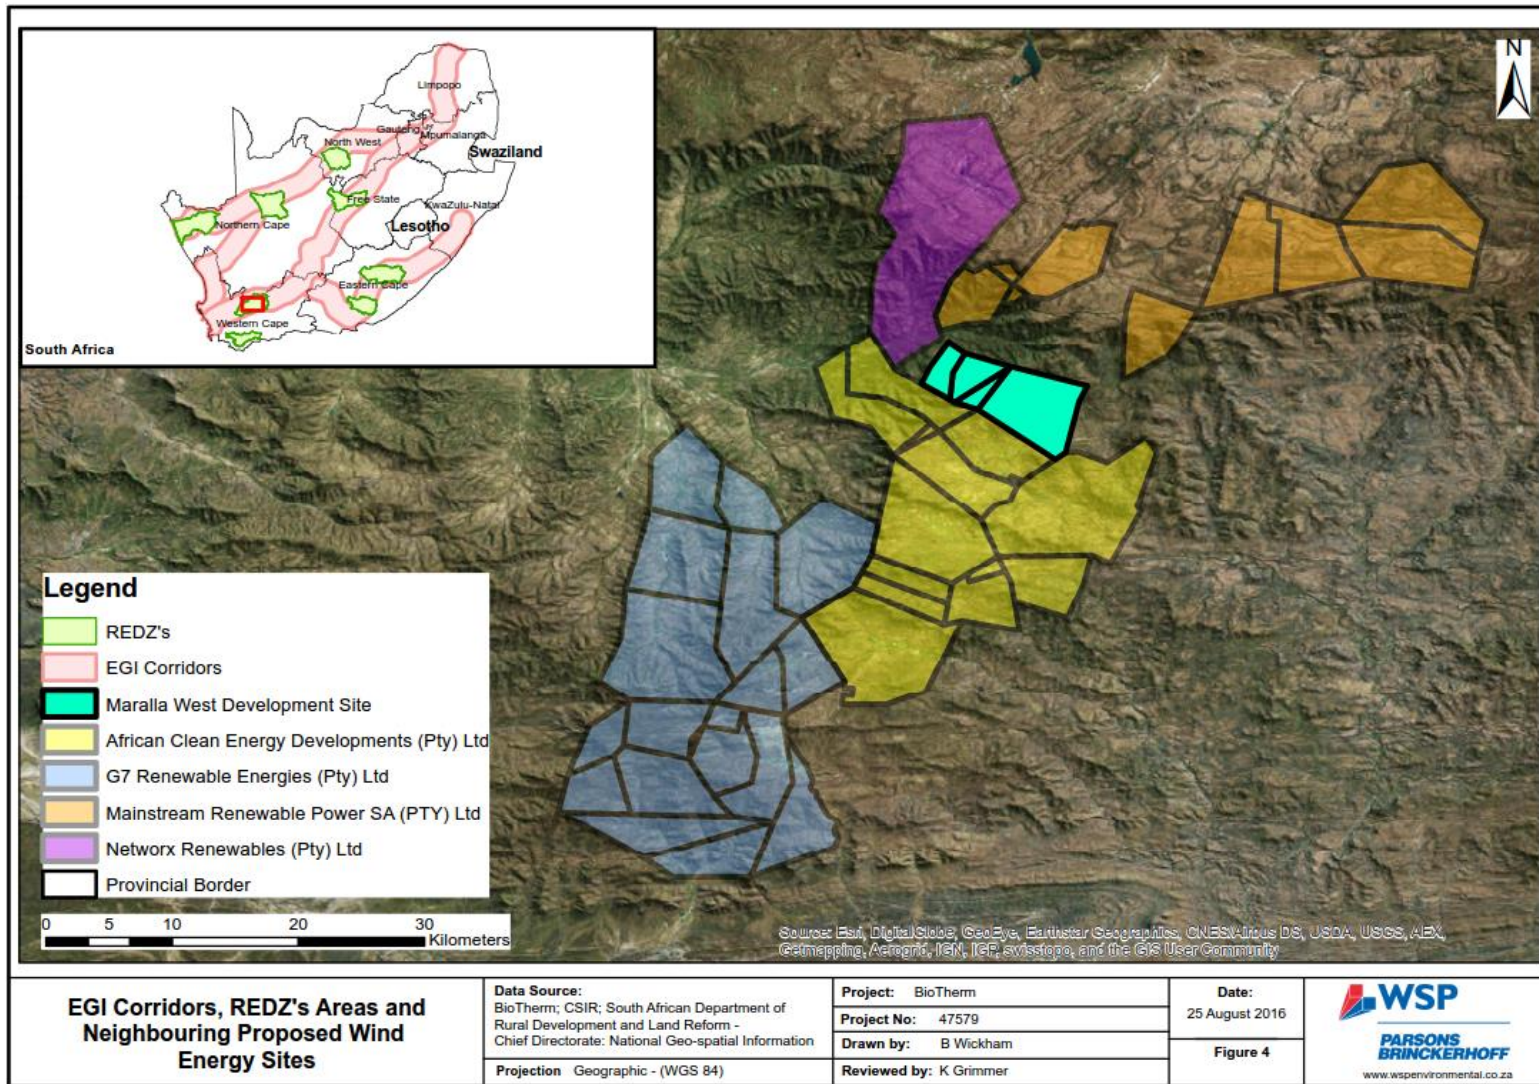 N
Limpopo
Gauteng
Mpumalanga
North West
Swaziland
Free State
KwaZulu-Natal
Northern Cape
Lesotho
Eastern Cape
Western Cape
South Africa
Legend
REDZ's
EGI Corridors
Maralla West Development Site
African Clean Energy Developments (Pty) Ltd
G7 Renewable Energies (Pty) Ltd
Mainstream Renewable Power SA (PTY) Ltd
Networx Renewables (Pty) Ltd
Provincial Border
0 5 10 20 30
Kilometers
Source: Esri, DigitalGlobe, GeoEye, Earthstar Geographics, CNES/Airbus DS, USDA, USGS, AEX,
Getmapping, Aerogrid, IGN, IGP, swisstopo, and the GIS User Community
EGI Corridors, REDZ's Areas and
Neighbouring Proposed Wind
Energy Sites
Data Source:
BioTherm; CSIR; South African Department of
Rural Development and Land Reform -
Chief Directorate: National Geo-spatial Information
Projection Geographic - (WGS 84)
Project: BioTherm
Project No: 47579
Drawn by: B Wickham
Reviewed by: K Grimmer
Date:
25 August 2016
Figure 4
WSP
PARSONS
BRINCKERHOFF
www.wspenvironmental.co.za